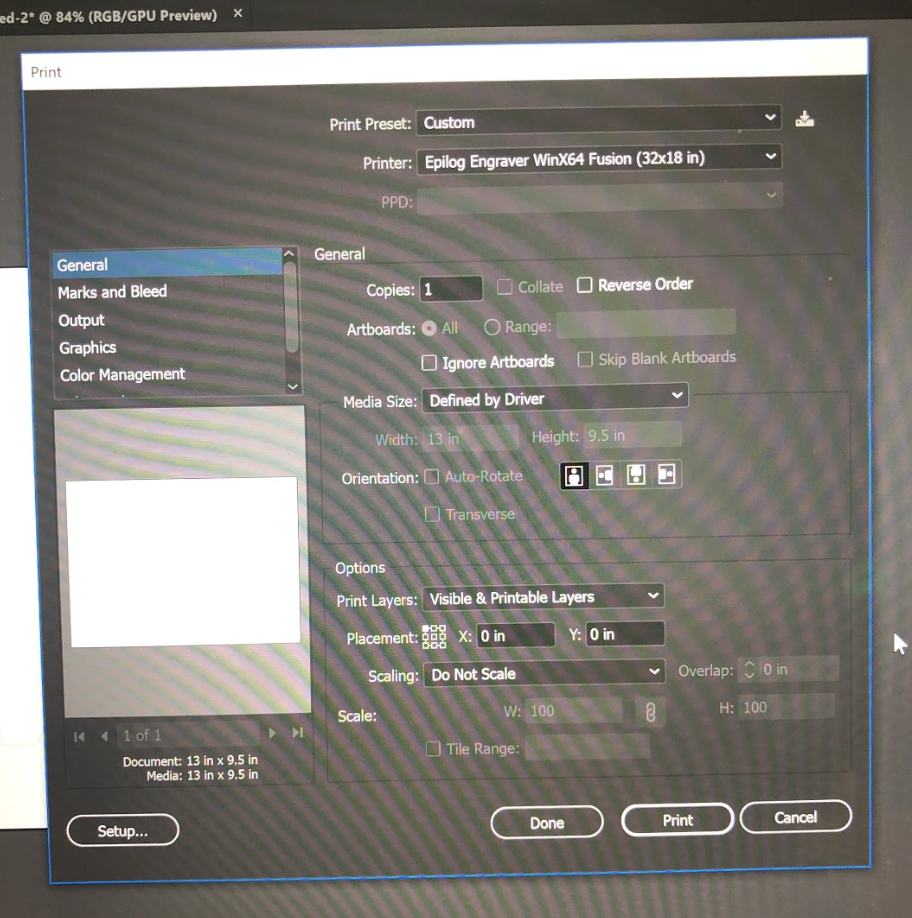 ed-2* @ 84% (RGB/GPU Preview) ×
Print
Print Preset: Custom
Printer: Epilog Engraver WinX64 Fusion (32x18 in)
PPD:
General
Marks and Bleed
Output
Graphics
Color Management
General
Copies: 1 Collate Reverse Order
Artboards: All Range:
Ignore Artboards Skip Blank Artboards
Media Size: Defined by Driver
Width: 13 in Height: 9.5 in
Orientation: Auto-Rotate
Transverse
Options
Print Layers: Visible & Printable Layers
Placement: X: 0 in Y: 0 in
Scaling: Do Not Scale Overlap: 0 in
Scale: W: 100 H: 100
Tile Range:
1 of 1
Document: 13 in x 9.5 in
Media: 13 in x 9.5 in
Setup...
Done
Print
Cancel